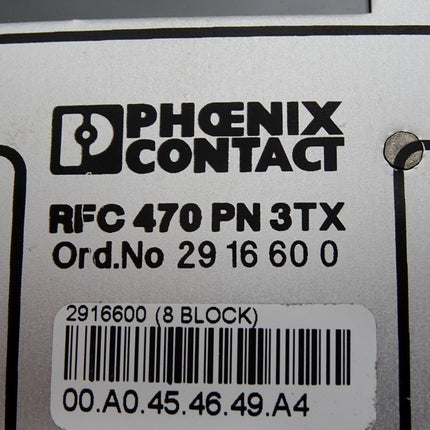 PHŒNIX
CONTACT
RFC 470 PN 3TX
Ord.No 29 16 60 0
2916600 (8 BLOCK)
00.A0.45.46.49.A4